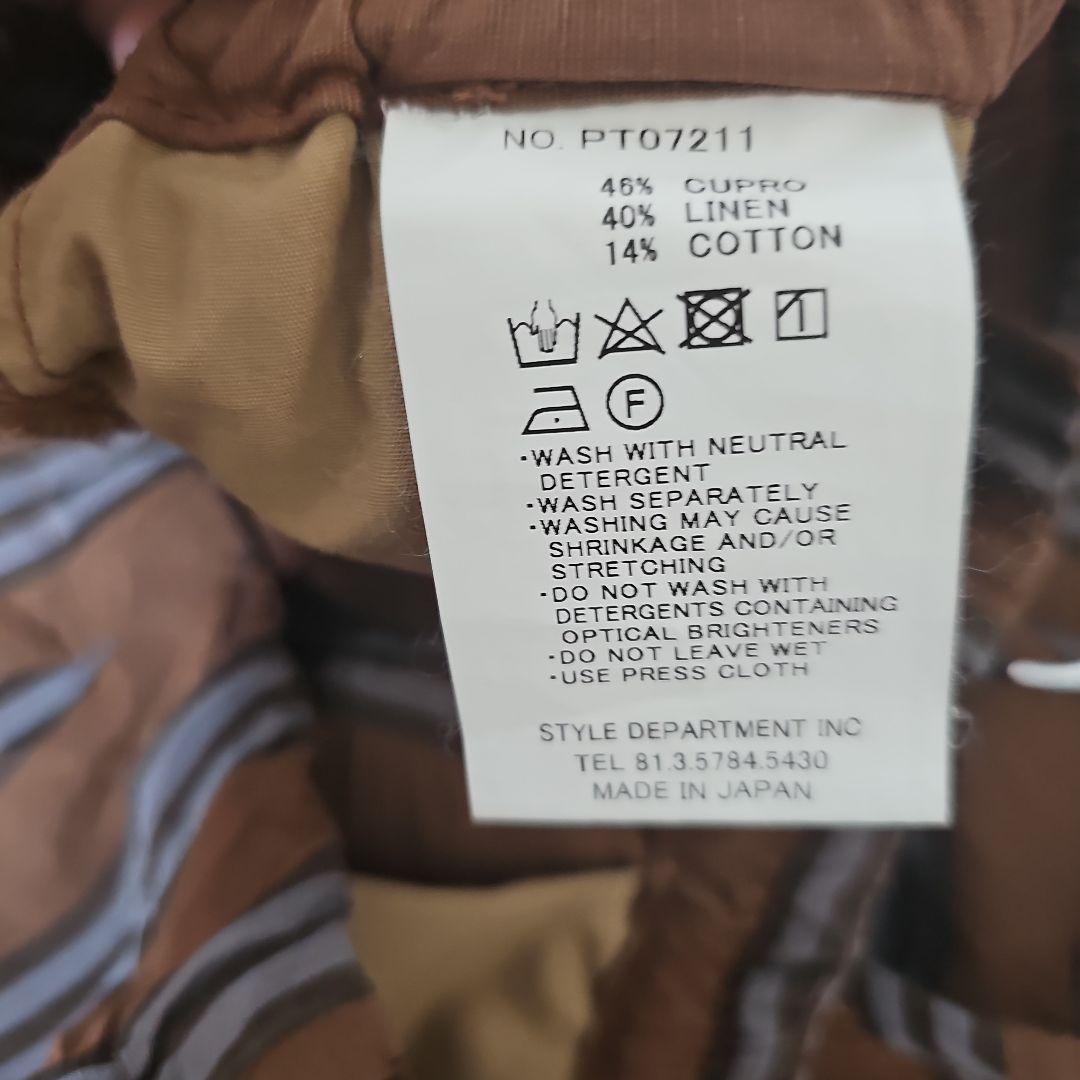 NO. PT07211
46% CUPRO
40% LINEN
14% COTTON
F
·WASH WITH NEUTRAL
DETERGENT
·WASH SEPARATELY
·WASHING MAY CAUSE
SHRINKAGE AND/OR
STRETCHING
·DO NOT WASH WITH
DETERGENTS CONTAINING
OPTICAL BRIGHTENERS
·DO NOT LEAVE WET
·USE PRESS CLOTH
STYLE DEPARTMENT INC
TEL 81.3.5784.5430
MADE IN JAPAN